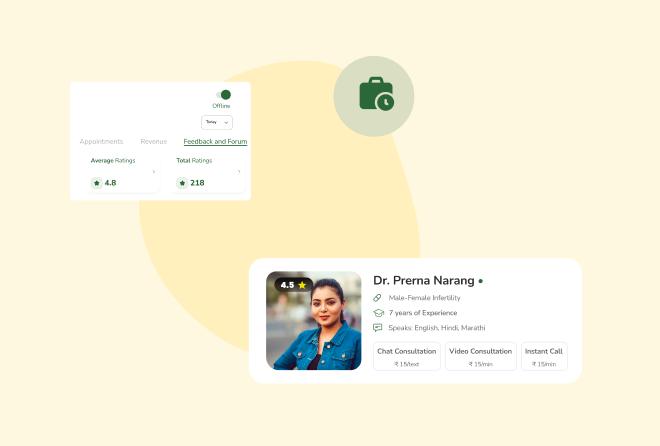 Offline
Today
Appointments Revenue Feedback and Forum
Average Ratings Total Ratings
4.8 218
4.5
Dr. Prerna Narang
Male-Female Infertility
7 years of Experience
Speaks: English, Hindi, Marathi
Chat Consultation Video Consultation Instant Call
₹ 15/text ₹ 15/min ₹ 15/min